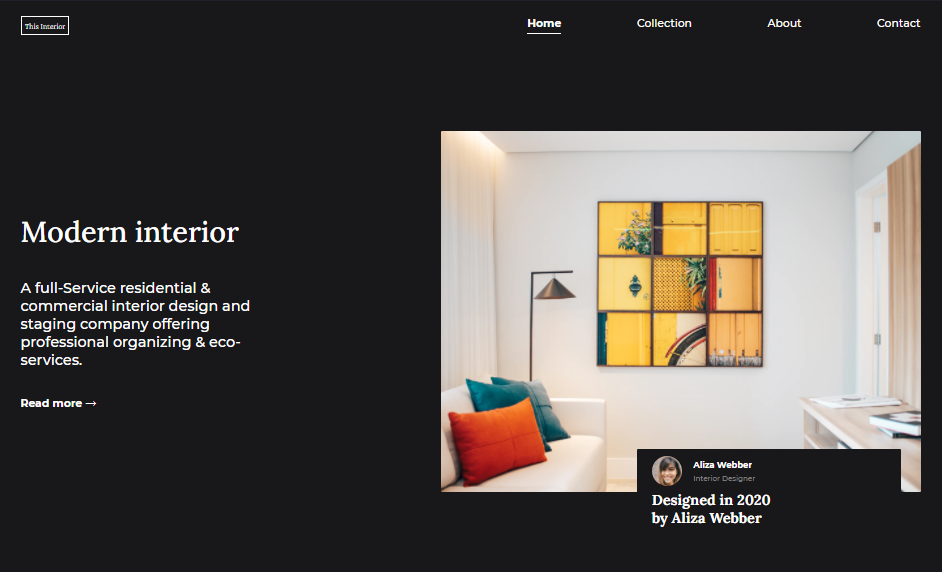 This Interior
Home
Collection
About
Contact
Modern interior
A full-Service residential &
commercial interior design and
staging company offering
professional organizing & eco-
services.
Read more →
Aliza Webber
Interior Designer
Designed in 2020
by Aliza Webber